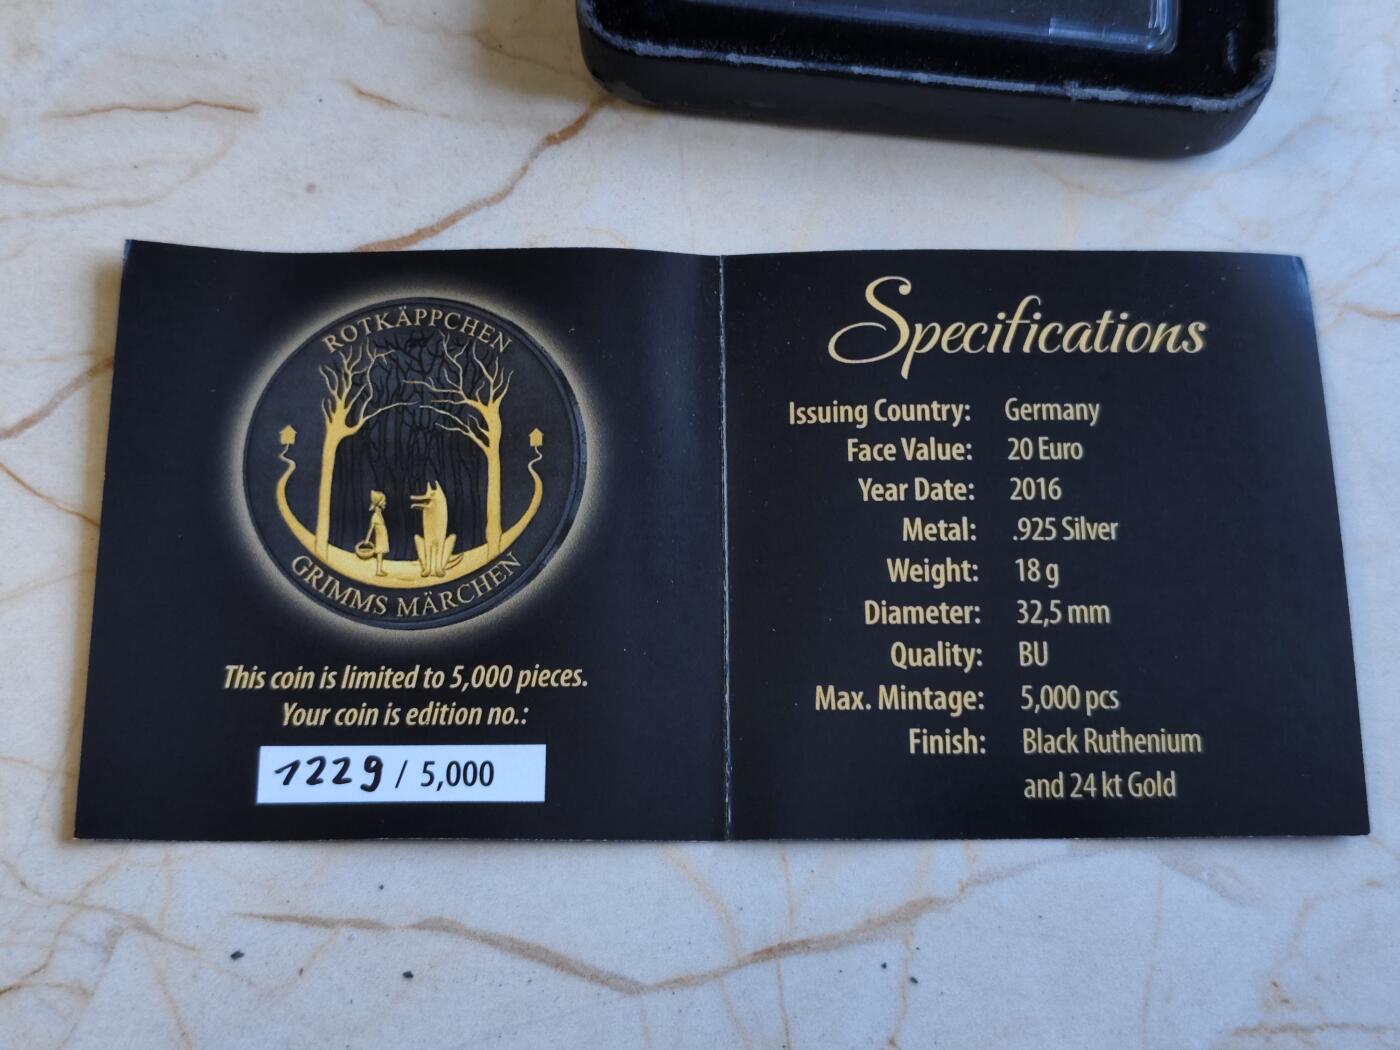 ROTKÄPPCHEN
GRIMMS MÄRCHEN
This coin is limited to 5,000 pieces.
Your coin is edition no.:
1229 / 5,000
Specifications
Issuing Country: Germany
Face Value: 20 Euro
Year Date: 2016
Metal: .925 Silver
Weight: 18 g
Diameter: 32,5 mm
Quality: BU
Max. Mintage: 5,000 pcs
Finish: Black Ruthenium
and 24 kt Gold